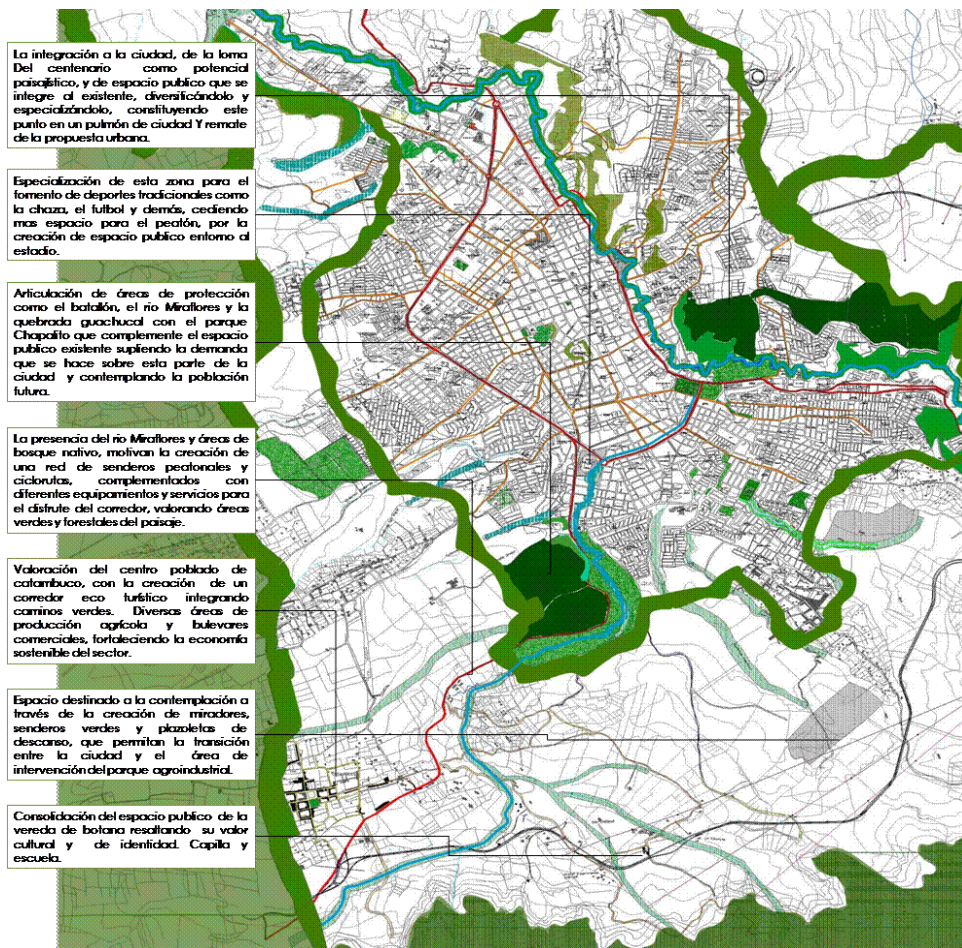 La integración a la ciudad, de la loma
Del centenario como potencial
paisajístico, y de espacio publico que se
integre al existente, diversificándolo y
especializándolo, constituyendo este
punto en un pulmón de ciudad Y remate
de la propuesta urbana.
Especialización de esta zona para el
fomento de deportes tradicionales como
la chaza, el futbol y demás, cediendo
mas espacio para el peatón, por la
creación de espacio publico entorno al
estadio.
Articulación de áreas de protección
como el batallón, el rio Miraflores y la
quebrada guachucal con el parque
Chapalito que complemente el espacio
publico existente supliendo la demanda
que se hace sobre esta parte de la
ciudad y contemplando la población
futura.
La presencia del rio Miraflores y áreas de
bosque nativo, motivan la creación de
una red de senderos peatonales y
ciclorutas, complementados con
diferentes equipamientos y servicios para
el disfrute del corredor, valorando áreas
verdes y forestales del paisaje.
Valoración del centro poblado de
catambuco, con la creación de un
corredor eco turístico integrando
caminos verdes. Diversas áreas de
producción agrícola y bulevares
comerciales, fortaleciendo la economía
sostenible del sector.
Espacio destinado a la contemplación a
través de la creación de miradores,
senderos verdes y plazoletas de
descanso, que permitan la transición
entre la ciudad y el área de
intervención del parque agroindustrial.
Consolidación del espacio publico de la
vereda de botana resaltando su valor
cultural y de identidad. Capilla y
escuela.
N